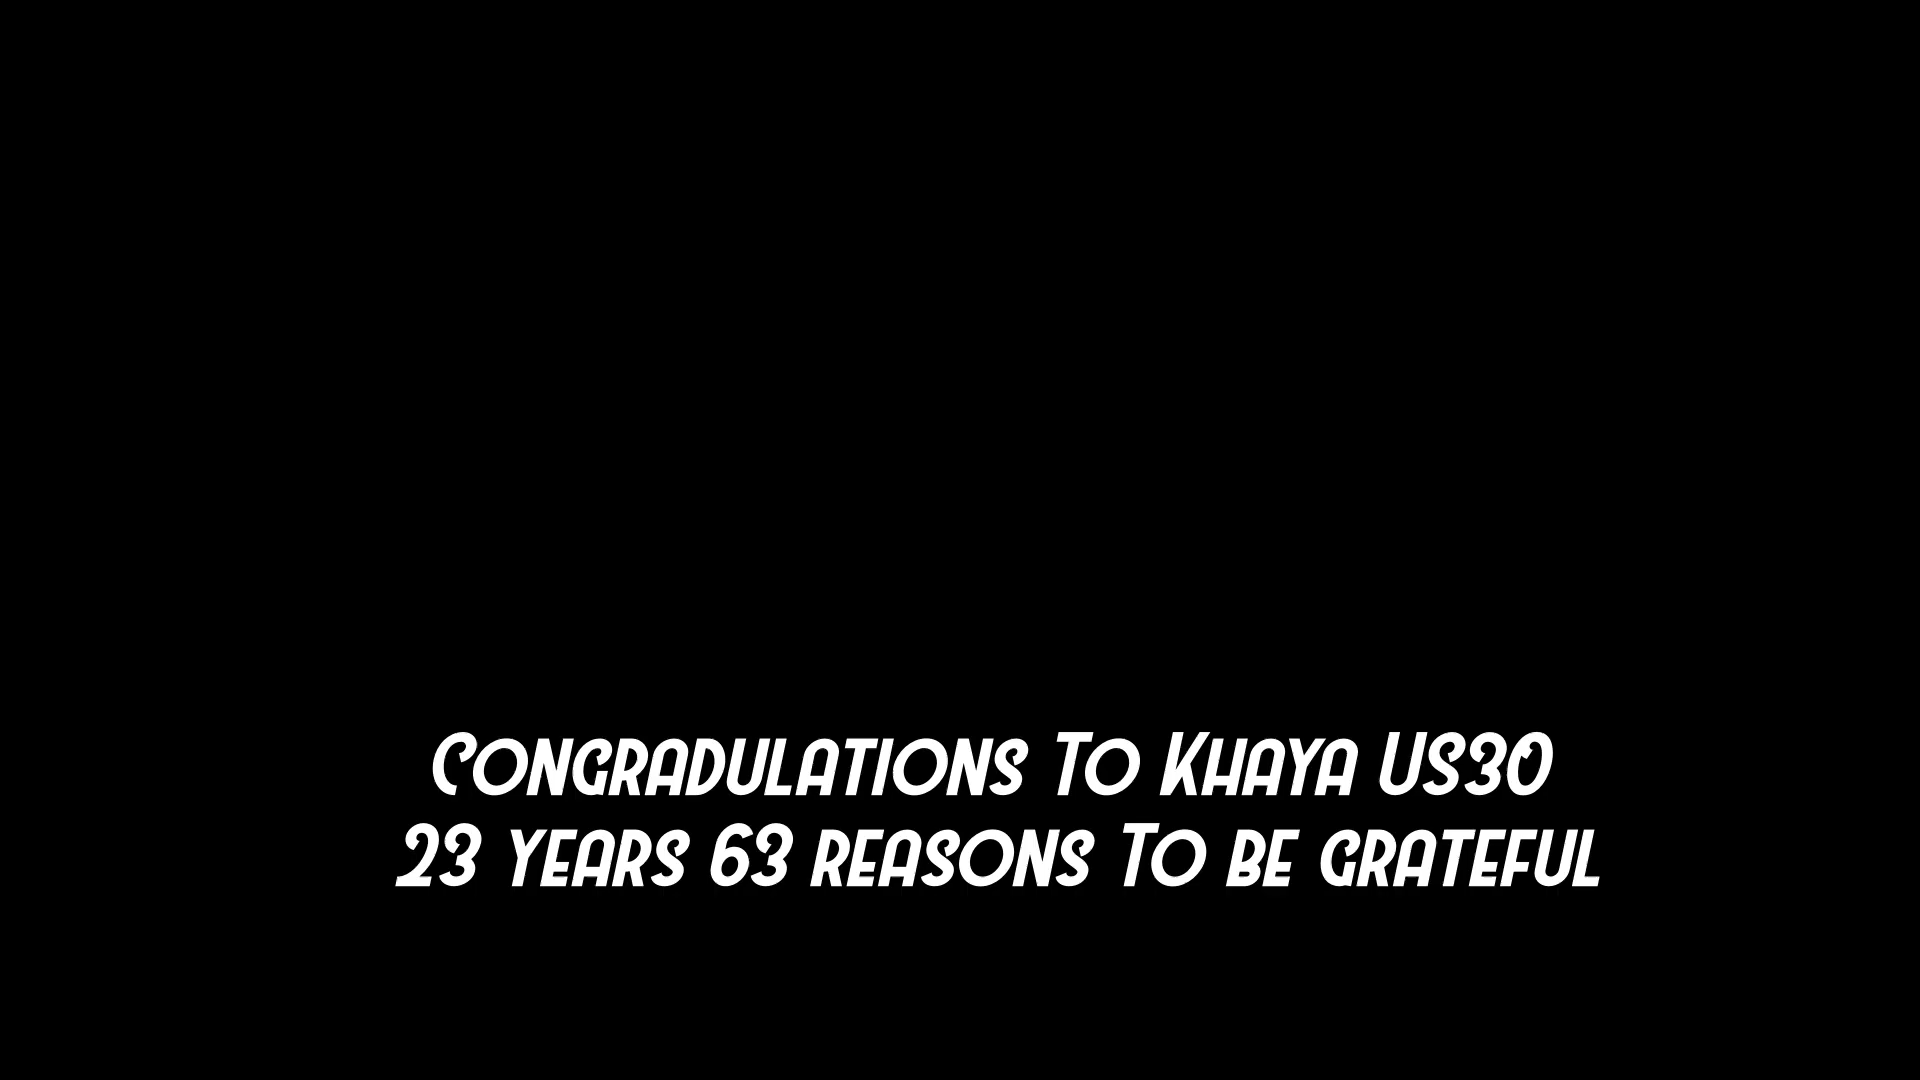 Congradulations To Khaya US30
23 years 63 reasons To be grateful